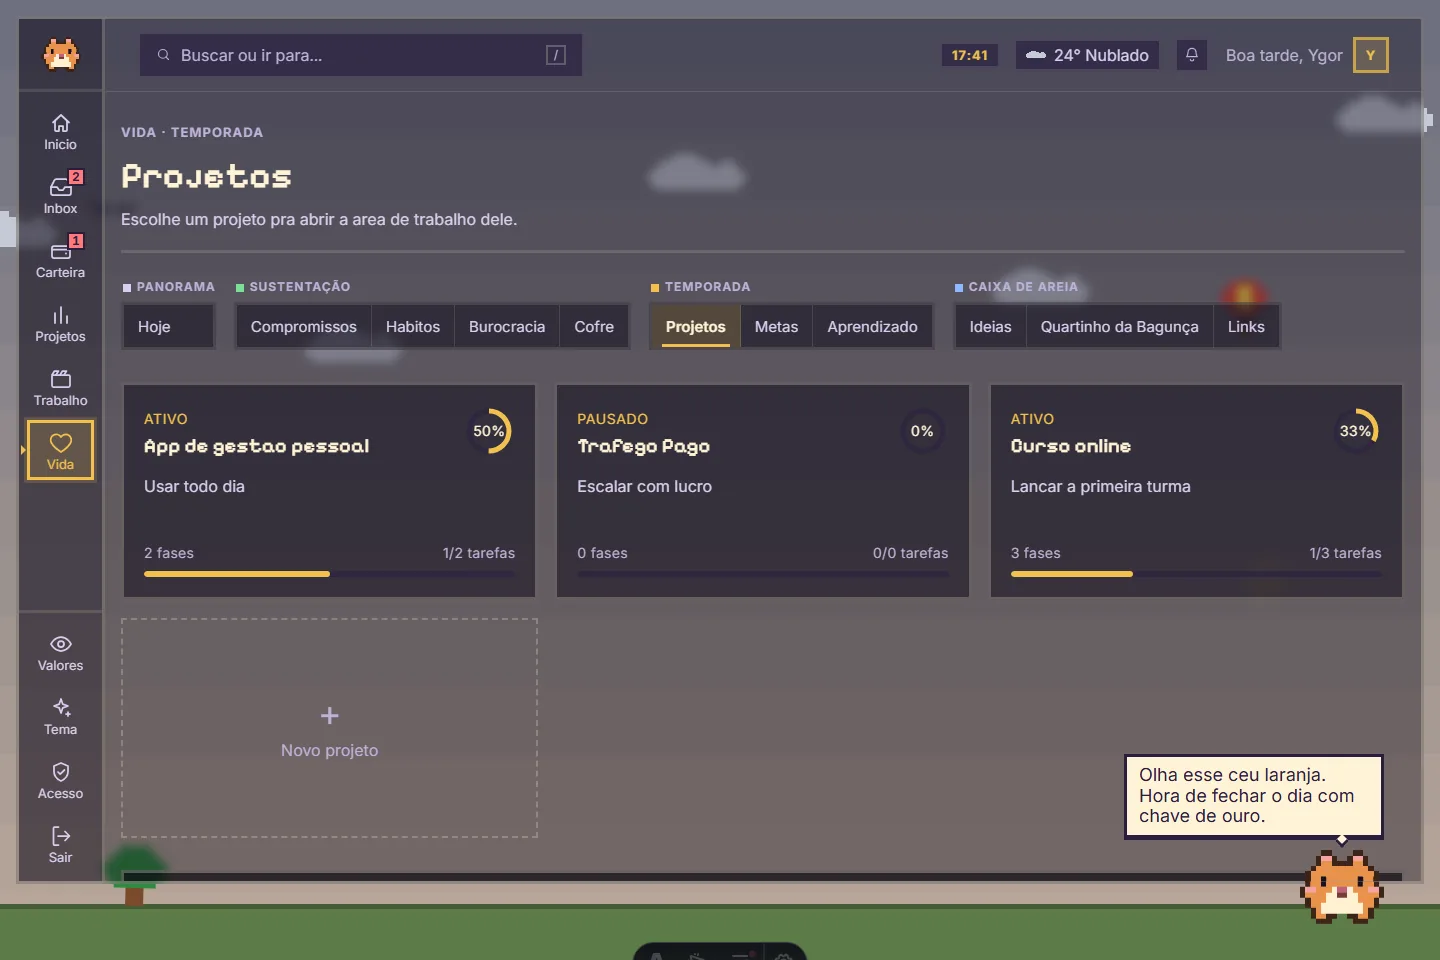 Buscar ou ir para...
/
17:41
24° Nublado
Boa tarde, Ygor
Y
Inicio
2
Inbox
1
Carteira
Projetos
Trabalho
Vida
Valores
Tema
Acesso
Sair
VIDA · TEMPORADA
Projetos
Escolhe um projeto pra abrir a area de trabalho dele.
PANORAMA
SUSTENTAÇÃO
TEMPORADA
CAIXA DE AREIA
Hoje
Compromissos
Habitos
Burocracia
Cofre
Projetos
Metas
Aprendizado
Ideias
Quartinho da Bagunça
Links
ATIVO
50%
App de gestao pessoal
Usar todo dia
2 fases
1/2 tarefas
PAUSADO
0%
Trafego Pago
Escalar com lucro
0 fases
0/0 tarefas
ATIVO
33%
Curso online
Lancar a primeira turma
3 fases
1/3 tarefas
+
Novo projeto
Olha esse ceu laranja.
Hora de fechar o dia com
chave de ouro.